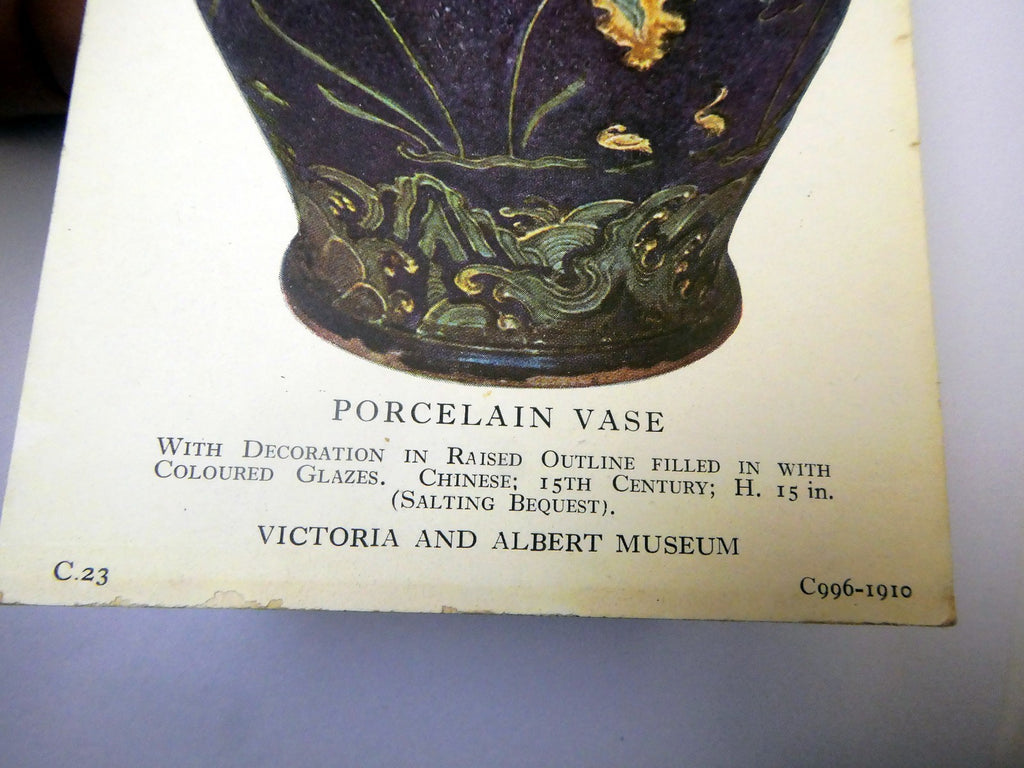 PORCELAIN VASE
WITH DECORATION IN RAISED OUTLINE FILLED IN WITH
COLOURED GLAZES. CHINESE; 15TH CENTURY; H. 15 in.
(SALTING BEQUEST).
VICTORIA AND ALBERT MUSEUM
C.23
C996-1910